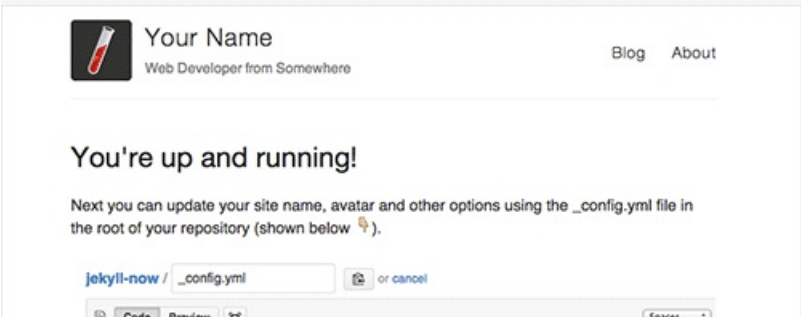 Your Name
Web Developer from Somewhere
Blog About
You're up and running!
Next you can update your site name, avatar and other options using the _config.yml file in
the root of your repository (shown below 👇🏼).
jekyll-now / _config.yml or cancel
Code Preview Spaces